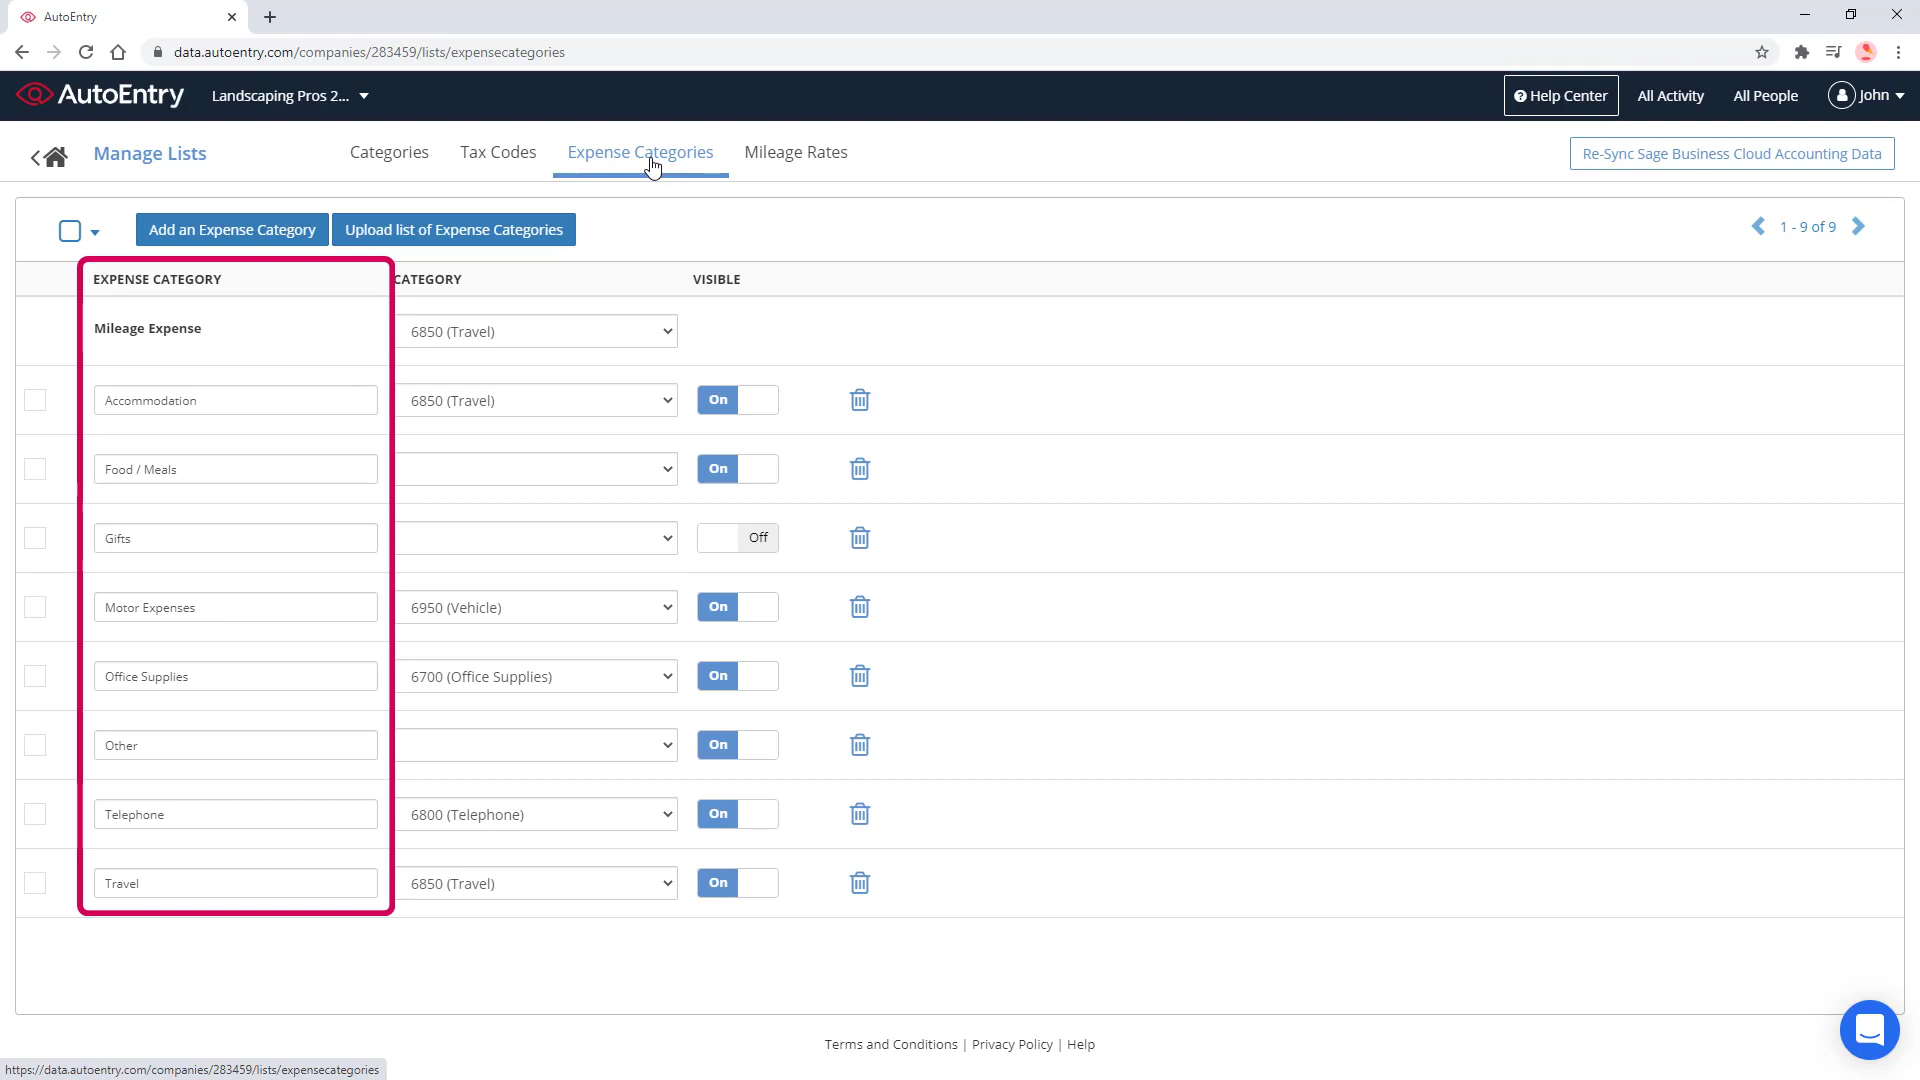 AutoEntry
data.autoentry.com/companies/283459/lists/expensecategories
AutoEntry
Landscaping Pros 2...
Help Center
All Activity
All People
John
Manage Lists
Categories
Tax Codes
Expense Categories
Mileage Rates
Re-Sync Sage Business Cloud Accounting Data
Add an Expense Category
Upload list of Expense Categories
1 - 9 of 9
EXPENSE CATEGORY
CATEGORY
VISIBLE
Mileage Expense
6850 (Travel)
Accommodation
6850 (Travel)
On
Food / Meals
On
Gifts
Off
Motor Expenses
6950 (Vehicle)
On
Office Supplies
6700 (Office Supplies)
On
Other
On
Telephone
6800 (Telephone)
On
Travel
6850 (Travel)
On
Terms and Conditions | Privacy Policy | Help
https://data.autoentry.com/companies/283459/lists/expensecategories